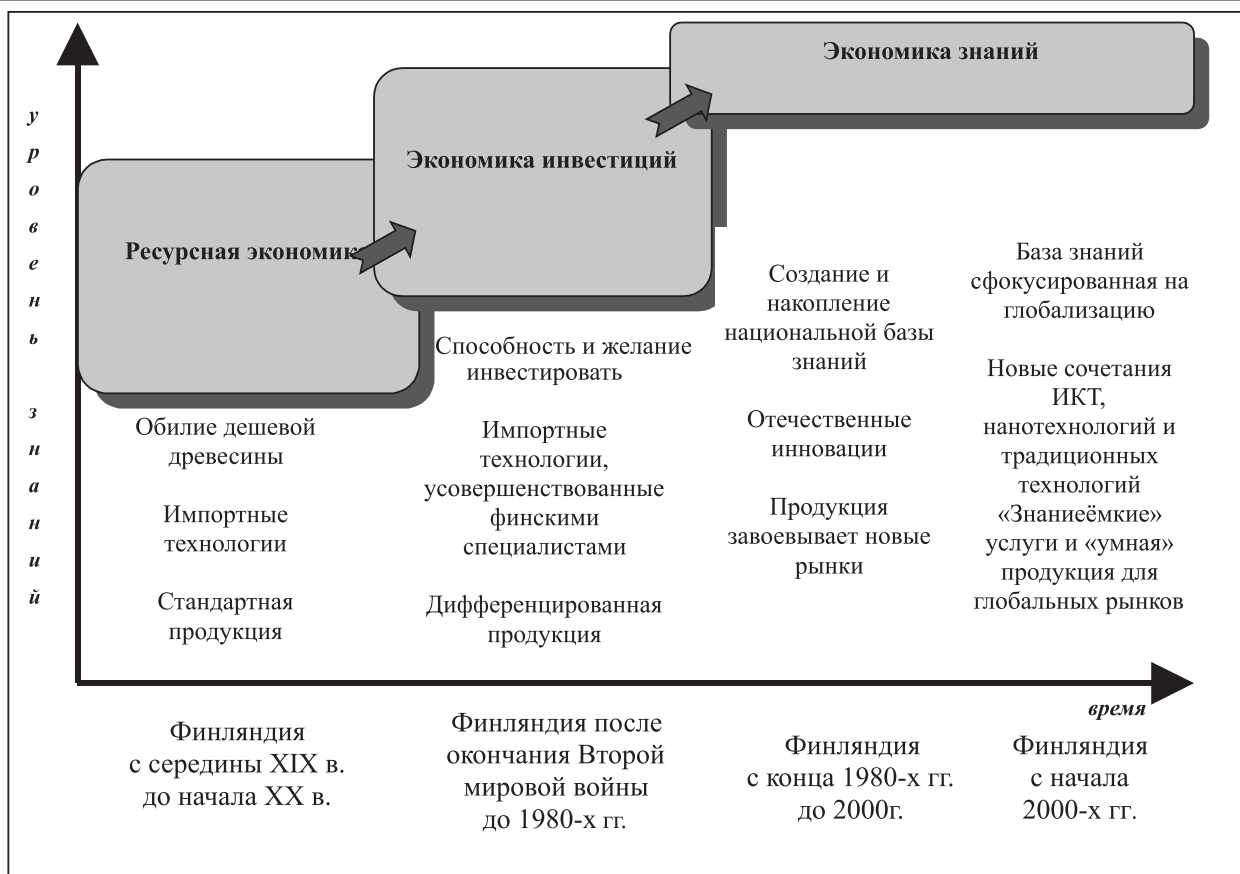 Экономика знаний
Экономика инвестиций
Ресурсная экономика
уровень знаний
Обилие дешевой
древесины
Импортные
технологии
Стандартная
продукция
Способность и желание
инвестировать
Импортные
технологии,
усовершенствованные
финскими
специалистами
Дифференцированная
продукция
Создание и
накопление
национальной базы
знаний
Отечественные
инновации
Продукция
завоевывает новые
рынки
База знаний
сфокусированная на
глобализацию
Новые сочетания
ИКТ,
нанотехнологий и
традиционных
технологий
«Знаниеёмкие»
услуги и «умная»
продукция для
глобальных рынков
время
Финляндия
с середины XIX в.
до начала XX в.
Финляндия после
окончания Второй
мировой войны
до 1980-х гг.
Финляндия
с конца 1980-х гг.
до 2000г.
Финляндия
с начала
2000-х гг.